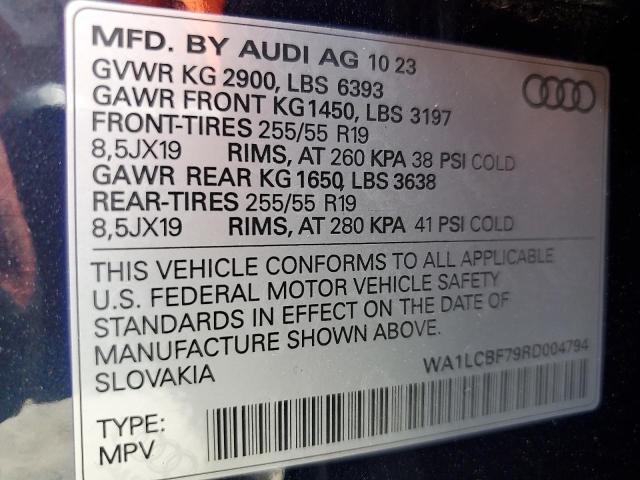 MFD. BY AUDI AG 10 23
GVWR KG 2900, LBS 6393
GAWR FRONT KG 1450, LBS 3197
FRONT-TIRES 255/55 R19
8,5JX19 RIMS, AT 260 KPA 38 PSI COLD
GAWR REAR KG 1650, LBS 3638
REAR-TIRES 255/55 R19
8,5JX19 RIMS, AT 280 KPA 41 PSI COLD
THIS VEHICLE CONFORMS TO ALL APPLICABLE
U.S. FEDERAL MOTOR VEHICLE SAFETY
STANDARDS IN EFFECT ON THE DATE OF
MANUFACTURE SHOWN ABOVE.
SLOVAKIA
WA1LCBF79RD004794
TYPE:
MPV